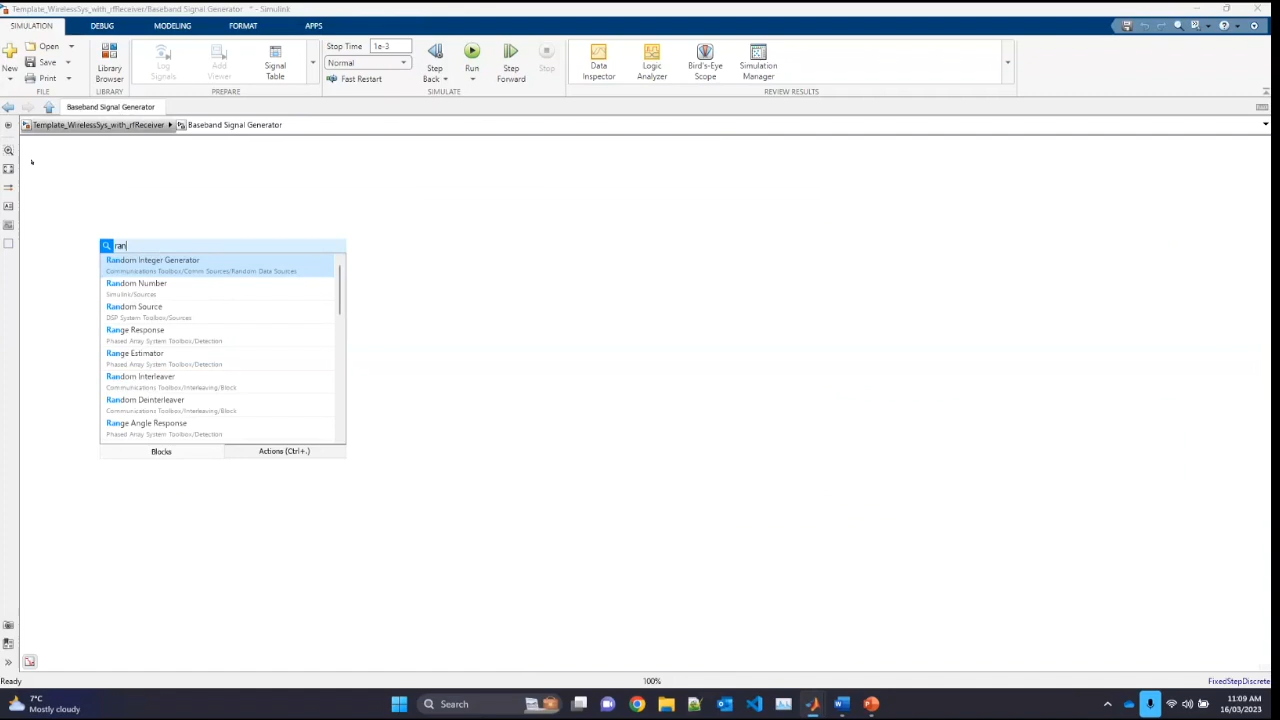 Template_WirelessSys_with_rfReceiver/Baseband Signal Generator * - Simulink
SIMULATION
DEBUG
MODELING
FORMAT
APPS
New
Open
Save
Print
FILE
Library Browser
LIBRARY
Log Signals
Add Viewer
Signal Table
PREPARE
Stop Time 1e-3
Normal
Fast Restart
Step Back
Run
Step Forward
Stop
SIMULATE
Data Inspector
Logic Analyzer
Bird's-Eye Scope
Simulation Manager
REVIEW RESULTS
Baseband Signal Generator
Template_WirelessSys_with_rfReceiver
Baseband Signal Generator
ran
Random Integer Generator
Communications Toolbox/Comm Sources/Random Data Sources
Random Number
Simulink/Sources
Random Source
DSP System Toolbox/Sources
Range Response
Phased Array System Toolbox/Detection
Range Estimator
Phased Array System Toolbox/Detection
Random Interleaver
Communications Toolbox/Interleaving/Block
Random Deinterleaver
Communications Toolbox/Interleaving/Block
Range Angle Response
Phased Array System Toolbox/Detection
Blocks
Actions (Ctrl+.)
Ready
100%
FixedStepDiscrete
7°C
Mostly cloudy
Search
11:09 AM
16/03/2023